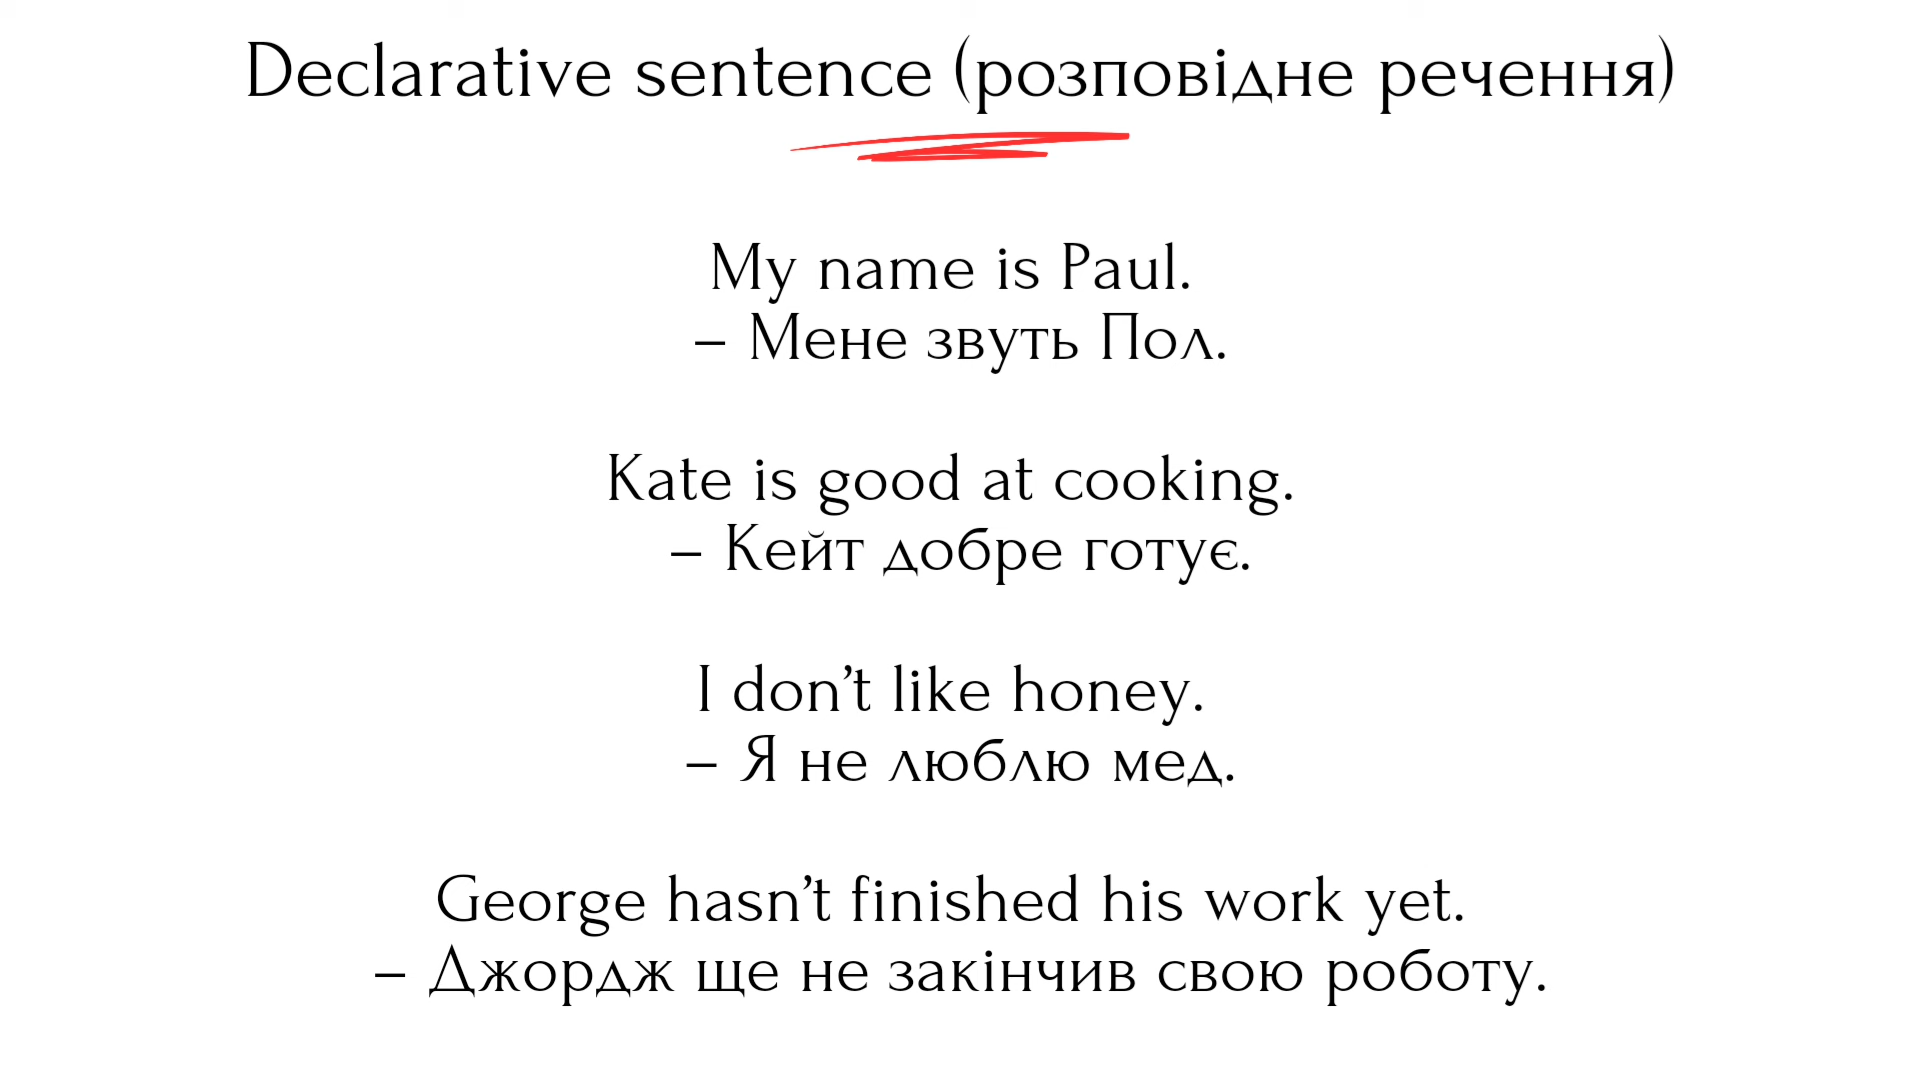 Declarative sentence (розповідне речення)
My name is Paul.
– Мене звуть Пол.
Kate is good at cooking.
– Кейт добре готує.
I don’t like honey.
– Я не люблю мед.
George hasn’t finished his work yet.
– Джордж ще не закінчив свою роботу.